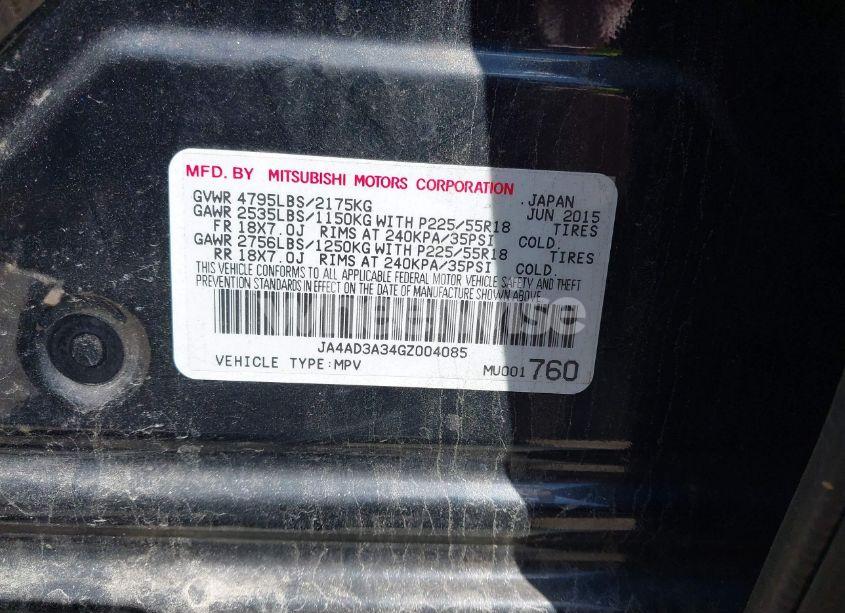 MFD. BY MITSUBISHI MOTORS CORPORATION
JAPAN
GVWR 4795LBS/2175KG JUN 2015
GAWR 2535LBS/1150KG WITH P225/55R18 TIRES
FR 18X7.0J RIMS AT 240KPA/35PSI COLD.
GAWR 2756LBS/1250KG WITH P225/55R18 TIRES
RR 18X7.0J RIMS AT 240KPA/35PSI COLD.
THIS VEHICLE CONFORMS TO ALL APPLICABLE FEDERAL MOTOR VEHICLE SAFETY AND THEFT
PREVENTION STANDARDS IN EFFECT ON THE DATE OF MANUFACTURE SHOWN ABOVE.
JA4AD3A34GZ004085
VEHICLE TYPE:MPV MU001 760